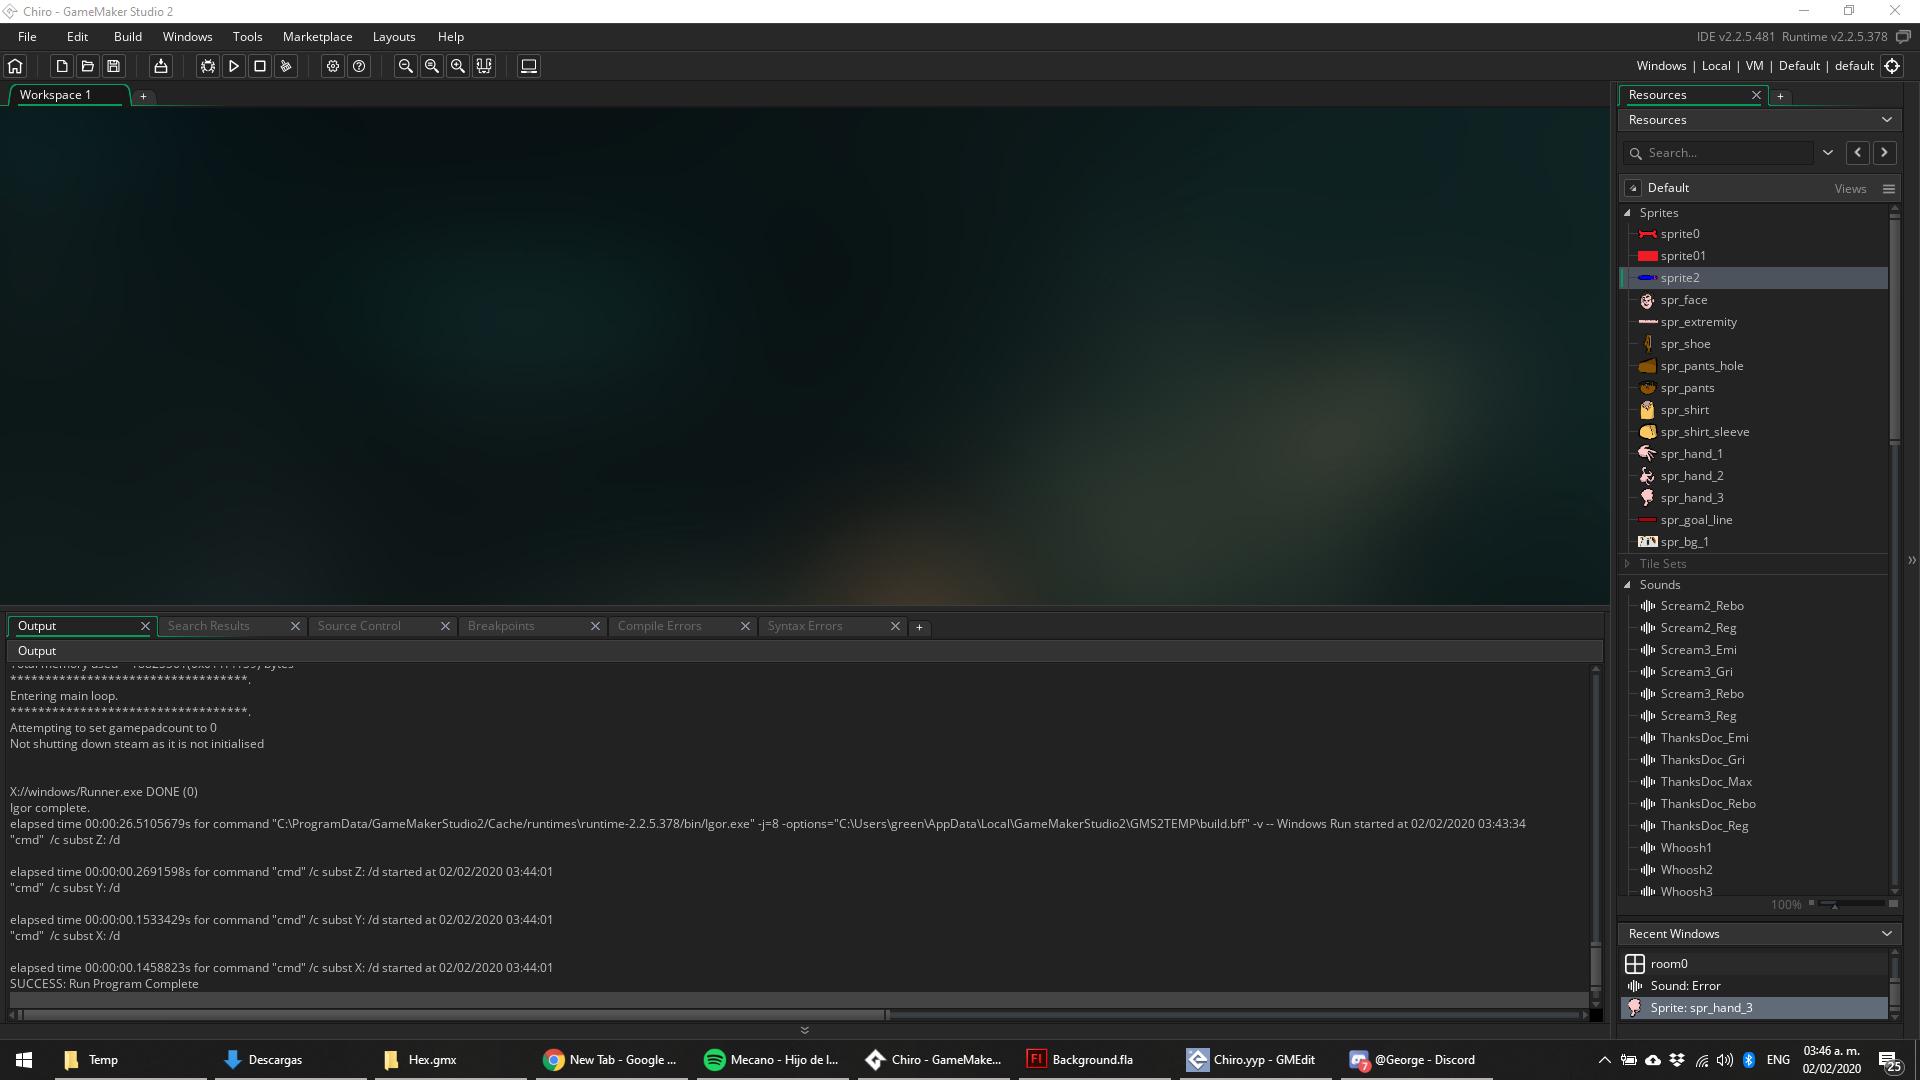 Chiro - GameMaker Studio 2
File Edit Build Windows Tools Marketplace Layouts Help
IDE v2.2.5.481 Runtime v2.2.5.378
Windows | Local | VM | Default | default
Workspace 1 +
Resources +
Resources
Search...
Default Views
Sprites
sprite0
sprite01
sprite2
spr_face
spr_extremity
spr_shoe
spr_pants_hole
spr_pants
spr_shirt
spr_shirt_sleeve
spr_hand_1
spr_hand_2
spr_hand_3
spr_goal_line
spr_bg_1
Tile Sets
Sounds
Scream2_Rebo
Scream2_Reg
Scream3_Emi
Scream3_Gri
Scream3_Rebo
Scream3_Reg
ThanksDoc_Emi
ThanksDoc_Gri
ThanksDoc_Max
ThanksDoc_Rebo
ThanksDoc_Reg
Whoosh1
Whoosh2
Whoosh3
100%
Recent Windows
room0
Sound: Error
Sprite: spr_hand_3
Output Search Results Source Control Breakpoints Compile Errors Syntax Errors +
Output
**********************************.
Entering main loop.
**********************************.
Attempting to set gamepadcount to 0
Not shutting down steam as it is not initialised
X://windows/Runner.exe DONE (0)
Igor complete.
elapsed time 00:00:26.5105679s for command "C:\ProgramData/GameMakerStudio2/Cache/runtimes\runtime-2.2.5.378/bin/Igor.exe" -j=8 -options="C:\Users\green\AppData\Local\GameMakerStudio2\GMS2TEMP\build.bff" -v -- Windows Run started at 02/02/2020 03:43:34
"cmd" /c subst Z: /d
elapsed time 00:00:00.2691598s for command "cmd" /c subst Z: /d started at 02/02/2020 03:44:01
"cmd" /c subst Y: /d
elapsed time 00:00:00.1533429s for command "cmd" /c subst Y: /d started at 02/02/2020 03:44:01
"cmd" /c subst X: /d
elapsed time 00:00:00.1458823s for command "cmd" /c subst X: /d started at 02/02/2020 03:44:01
SUCCESS: Run Program Complete
Temp Descargas Hex.gmx New Tab - Google ... Mecano - Hijo de l... Chiro - GameMake... Background.fla Chiro.yyp - GMEdit @George - Discord
7
ENG
03:46 a. m.
02/02/2020
25